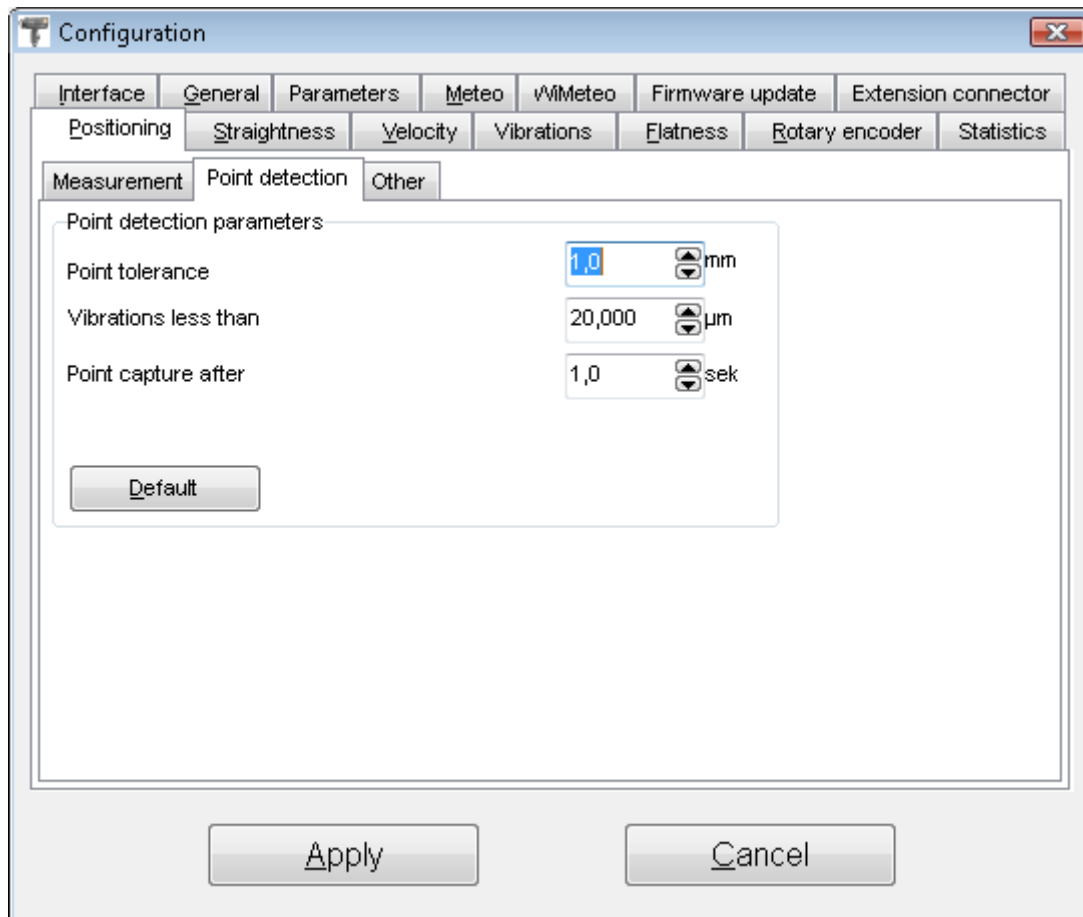 Configuration
Interface General Parameters Meteo WiMeteo Firmware update Extension connector
Positioning Straightness Velocity Vibrations Flatness Rotary encoder Statistics
Measurement Point detection Other
Point detection parameters
Point tolerance 1,0 mm
Vibrations less than 20,000 µm
Point capture after 1,0 sek
Default
Apply Cancel